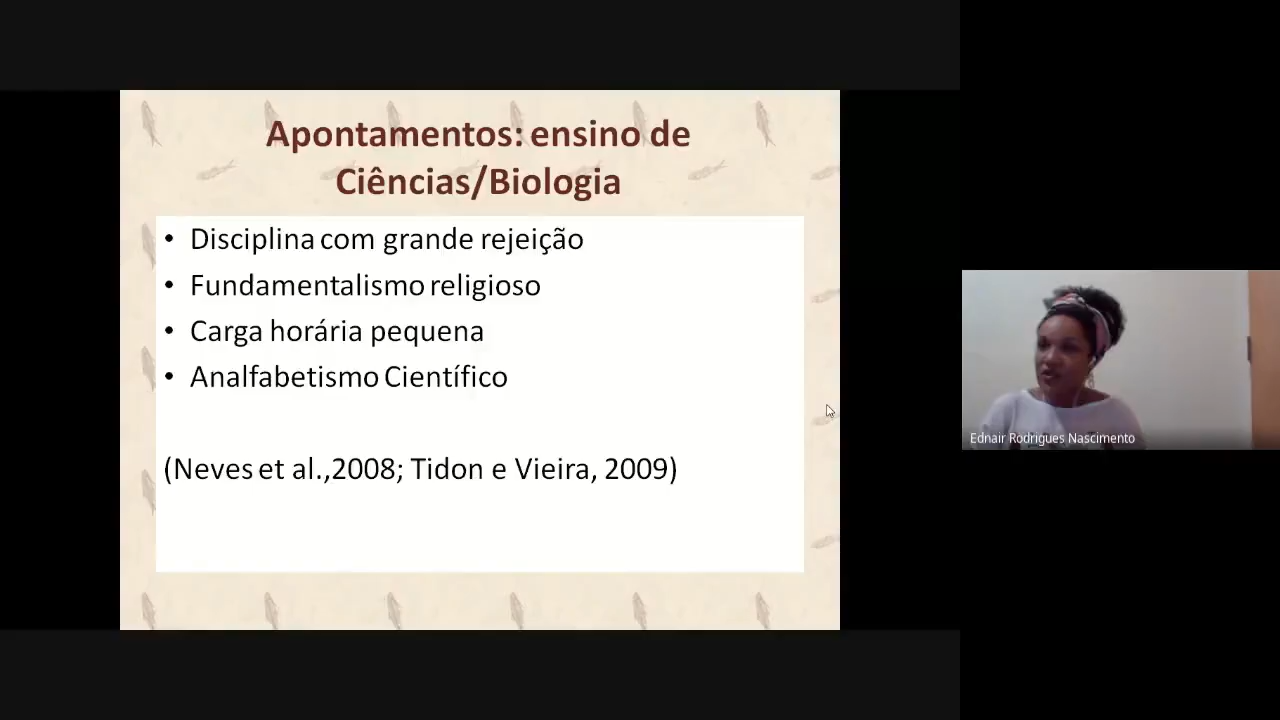 Apontamentos: ensino de
Ciências/Biologia
• Disciplina com grande rejeição
• Fundamentalismo religioso
• Carga horária pequena
• Analfabetismo Científico
(Neves et al.,2008; Tidon e Vieira, 2009)
Ednair Rodrigues Nascimento